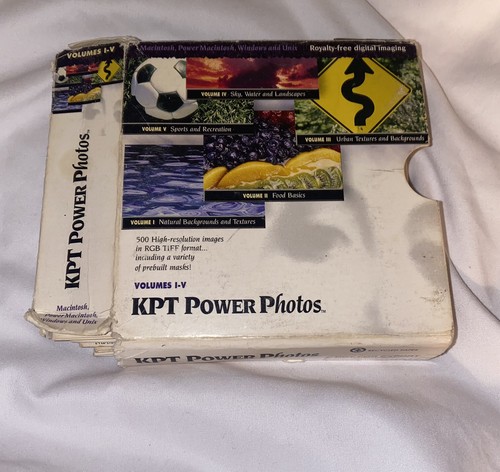 VOLUMES I-V
KPT POWER Photos™
Macintosh,
Power Macintosh,
Windows and Unix
Macintosh, Power Macintosh, Windows and Unix
Royalty-free digital imaging
VOLUME IV Sky, Water and Landscapes
VOLUME V Sports and Recreation
VOLUME III Urban Textures and Backgrounds
VOLUME II Food Basics
VOLUME I Natural Backgrounds and Textures
500 High-resolution images
in RGB TIFF format...
including a variety
of prebuilt masks!
VOLUMES I-V
KPT POWER Photos™
KPT POWER Photos